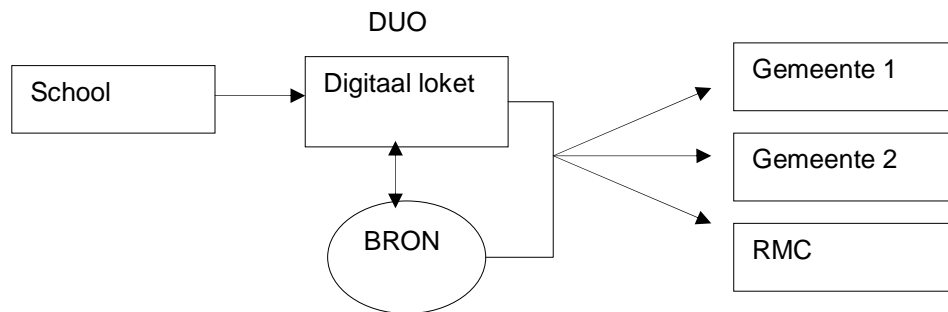 DUO
School
Digitaal loket
BRON
Gemeente 1
Gemeente 2
RMC